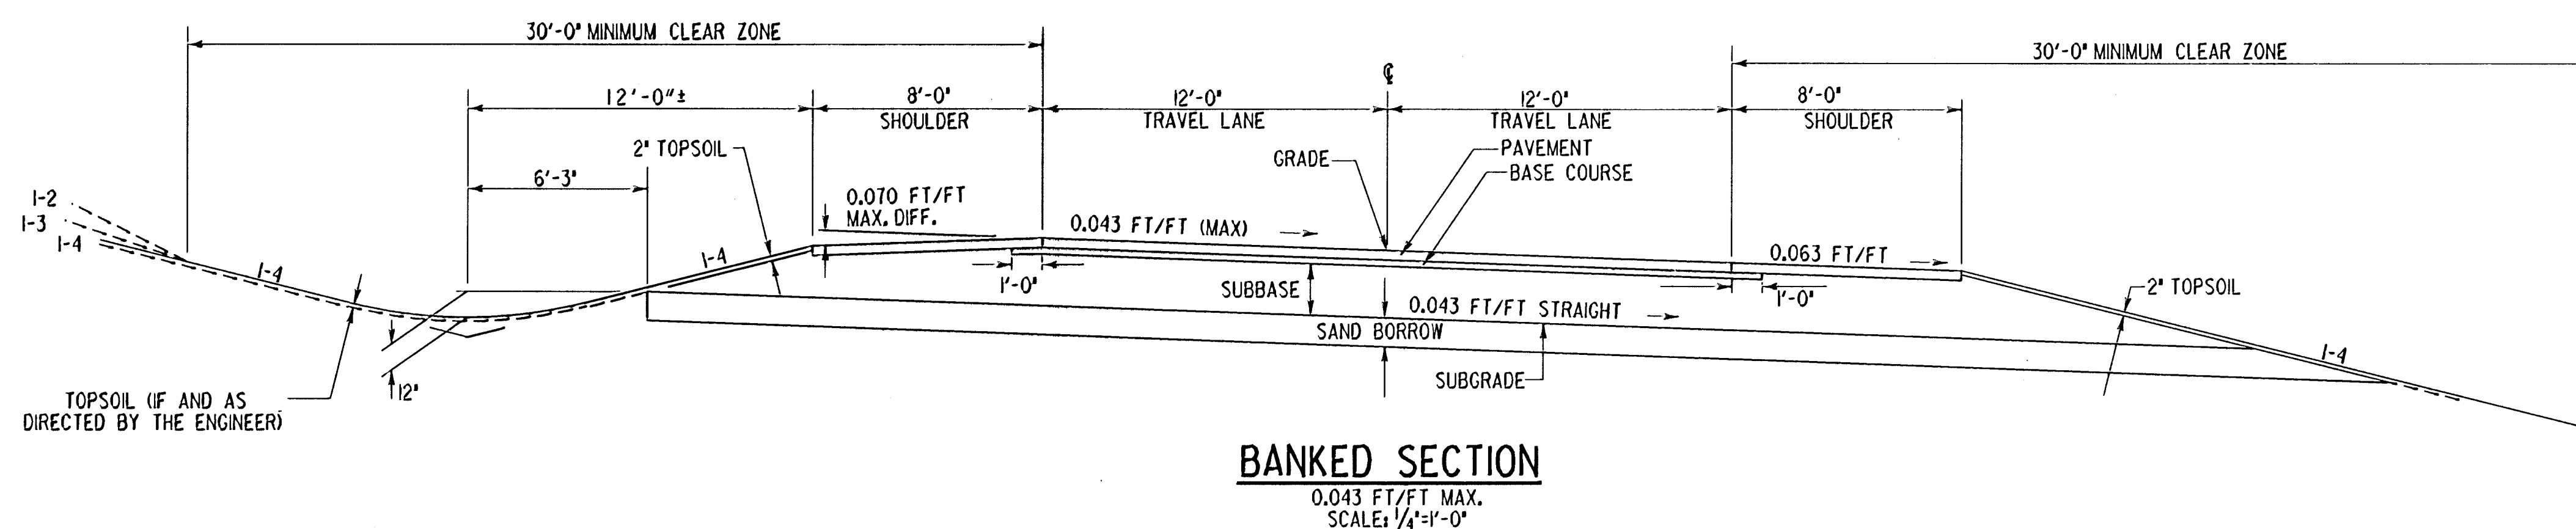 30'-0" MINIMUM CLEAR ZONE
30'-0" MINIMUM CLEAR ZONE
℄
12'-0"±
8'-0"
SHOULDER
12'-0"
TRAVEL LANE
12'-0"
TRAVEL LANE
8'-0"
SHOULDER
2" TOPSOIL
GRADE
PAVEMENT
BASE COURSE
6'-3"
1-2
1-3
1-4
0.070 FT/FT
MAX. DIFF.
0.043 FT/FT (MAX)
1-4
1-4
0.063 FT/FT
1'-0"
SUBBASE
1'-0"
2" TOPSOIL
0.043 FT/FT STRAIGHT
SAND BORROW
1-4
SUBGRADE
12"
TOPSOIL (IF AND AS
DIRECTED BY THE ENGINEER)
BANKED SECTION
0.043 FT/FT MAX.
SCALE: 1/4"=1'-0"